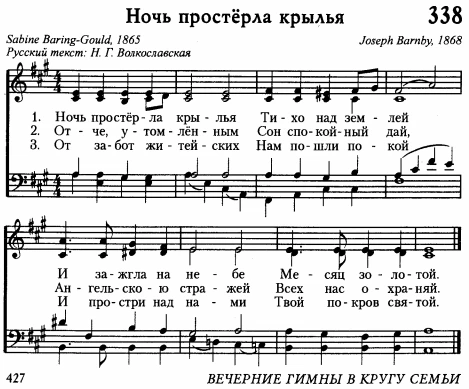 Ночь простёрла крылья 338
Sabine Baring-Gould, 1865 Joseph Barnby, 1868
Русский текст: Н. Г. Волкославская
1. Ночь простёр-ла кры-лья Ти-хо над зем-лей
2. От-че, у-том-лён-ным Сон спо-кой-ный дай,
3. От за-бот жи-тей-ских Нам по-шли по-кой
И за-жгла на не-бе Ме-сяц зо-ло-той.
Ан-гель-ско-ю стра-жей Всех нас о-хра-няй.
И простри над на-ми Твой по-кров свя-той.
427 ВЕЧЕРНИЕ ГИМНЫ В КРУГУ СЕМЬИ